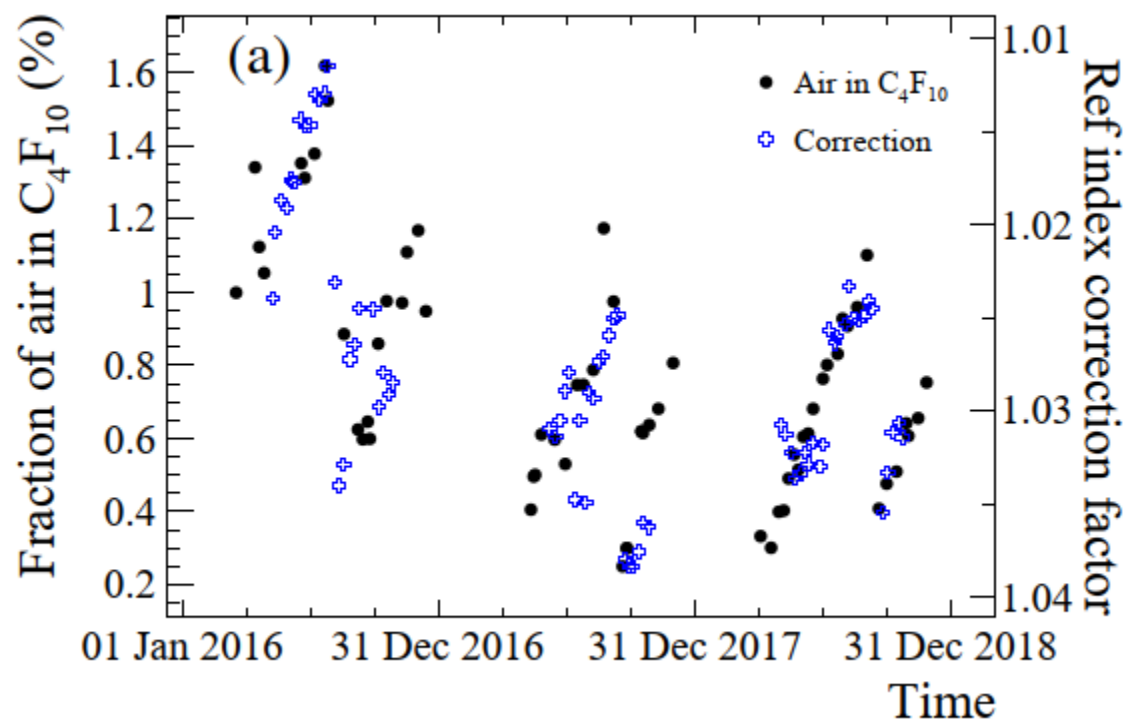 Fraction of air in C₄F₁₀ (%)
(a)
1.6
1.4
1.2
1
0.8
0.6
0.4
0.2
Air in C₄F₁₀
Correction
1.01
1.02
1.03
1.04
Ref index correction factor
01 Jan 2016
31 Dec 2016
31 Dec 2017
31 Dec 2018
Time